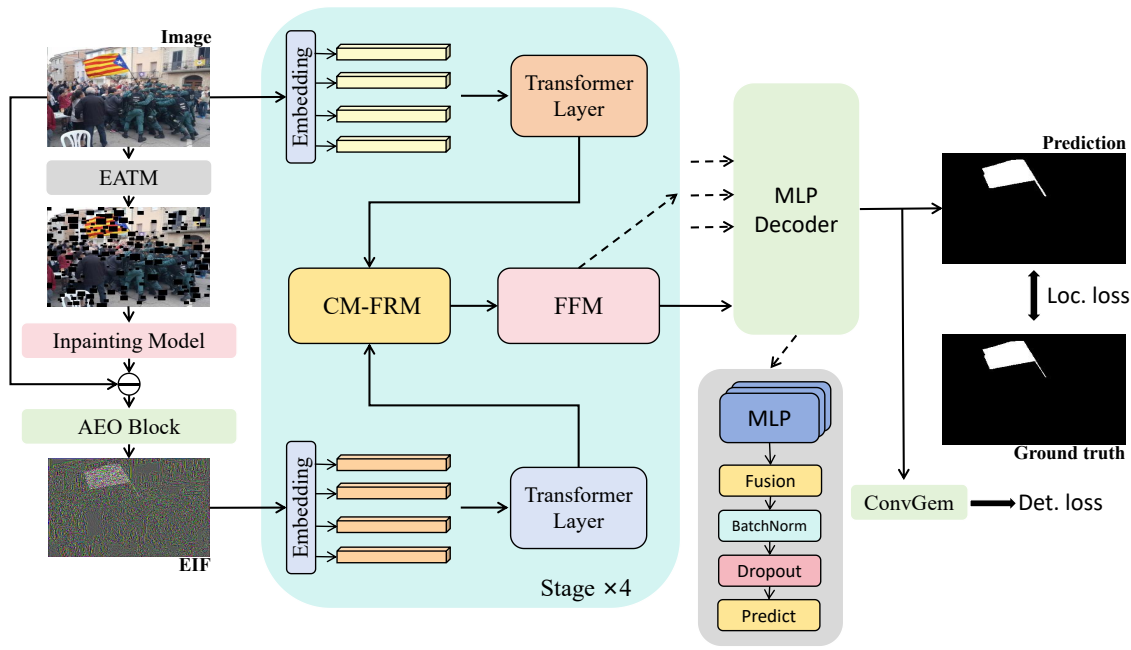 Image
EATM
Inpainting Model
AEO Block
EIF
Embedding
Transformer
Layer
CM-FRM
FFM
Embedding
Transformer
Layer
Stage ×4
MLP
Decoder
MLP
Fusion
BatchNorm
Dropout
Predict
Prediction
Loc. loss
Ground truth
ConvGem
Det. loss